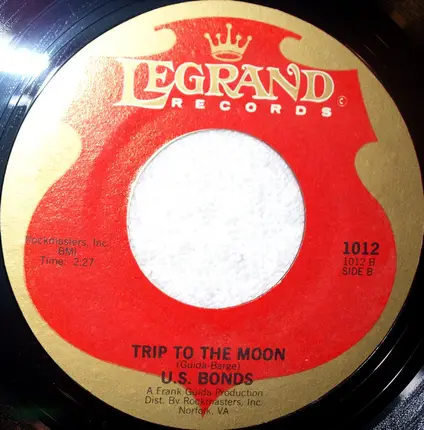 LEGRAND
RECORDS
©
Rockmasters, Inc.
BMI
Time: 2:27
1012
1012 B
SIDE B
TRIP TO THE MOON
(Guida-Barge)
U.S. BONDS
A Frank Guida Production
Dist. By Rockmasters, Inc.
Norfolk, VA